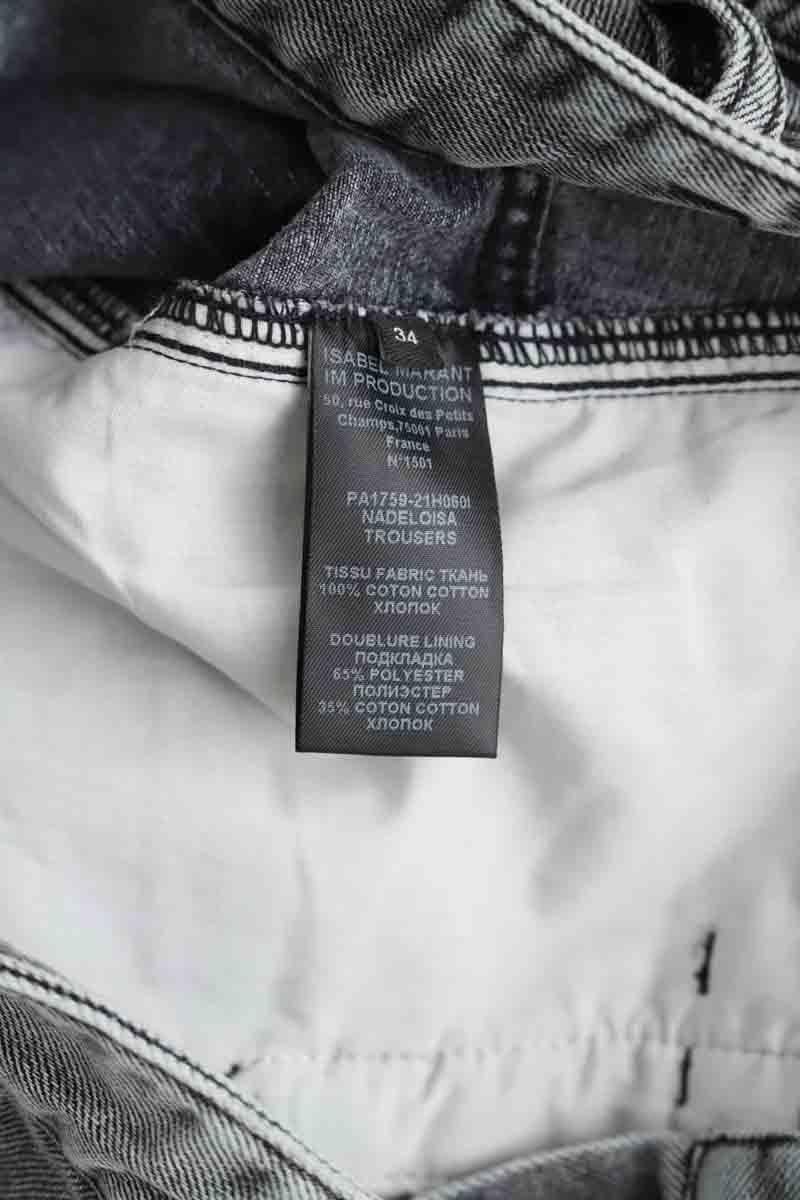 34
ISABEL MARANT
IM PRODUCTION
50, rue Croix des Petits
Champs,75001 Paris
France
N°1501
PA1759-21H060I
NADELOISA
TROUSERS
TISSU FABRIC ТКАНЬ
100% COTON COTTON
ХЛОПОК
DOUBLURE LINING
ПОДКЛАДКА
65% POLYESTER
ПОЛИЭСТЕР
35% COTON COTTON
ХЛОПОК